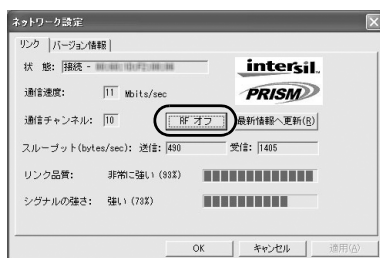 ネットワーク設定
リンク バージョン情報
状 態: 接続 -
intersil
PRISM
通信速度: 11 Mbits/sec
通信チャンネル: 10 RF オフ 最新情報へ更新(R)
スループット(bytes/sec): 送信: 490 受信: 1405
リンク品質: 非常に強い (93%)
シグナルの強さ: 強い (73%)
OK キャンセル 適用(A)